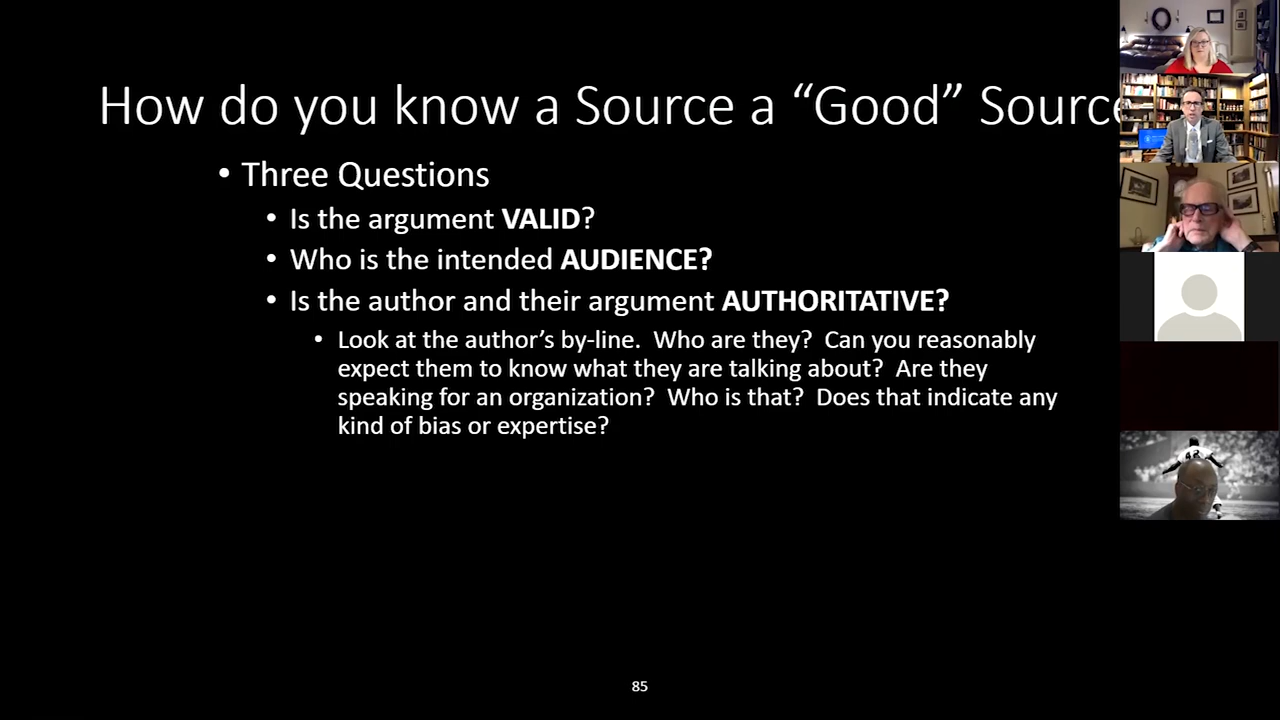 How do you know a Source a “Good” Source
• Three Questions
• Is the argument VALID?
• Who is the intended AUDIENCE?
• Is the author and their argument AUTHORITATIVE?
• Look at the author’s by-line. Who are they? Can you reasonably
expect them to know what they are talking about? Are they
speaking for an organization? Who is that? Does that indicate any
kind of bias or expertise?
42
85